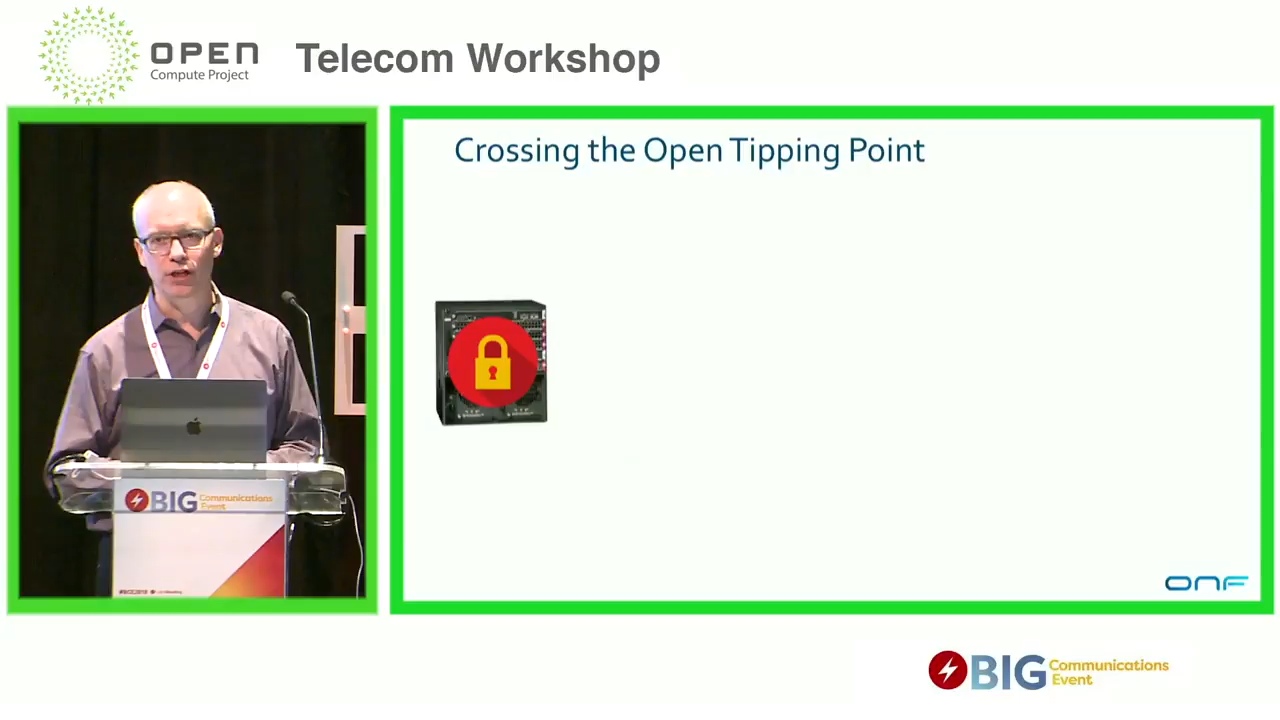 OPEN
Compute Project
Telecom Workshop
Crossing the Open Tipping Point
BIG Communications
Event
onF
BIG Communications
Event